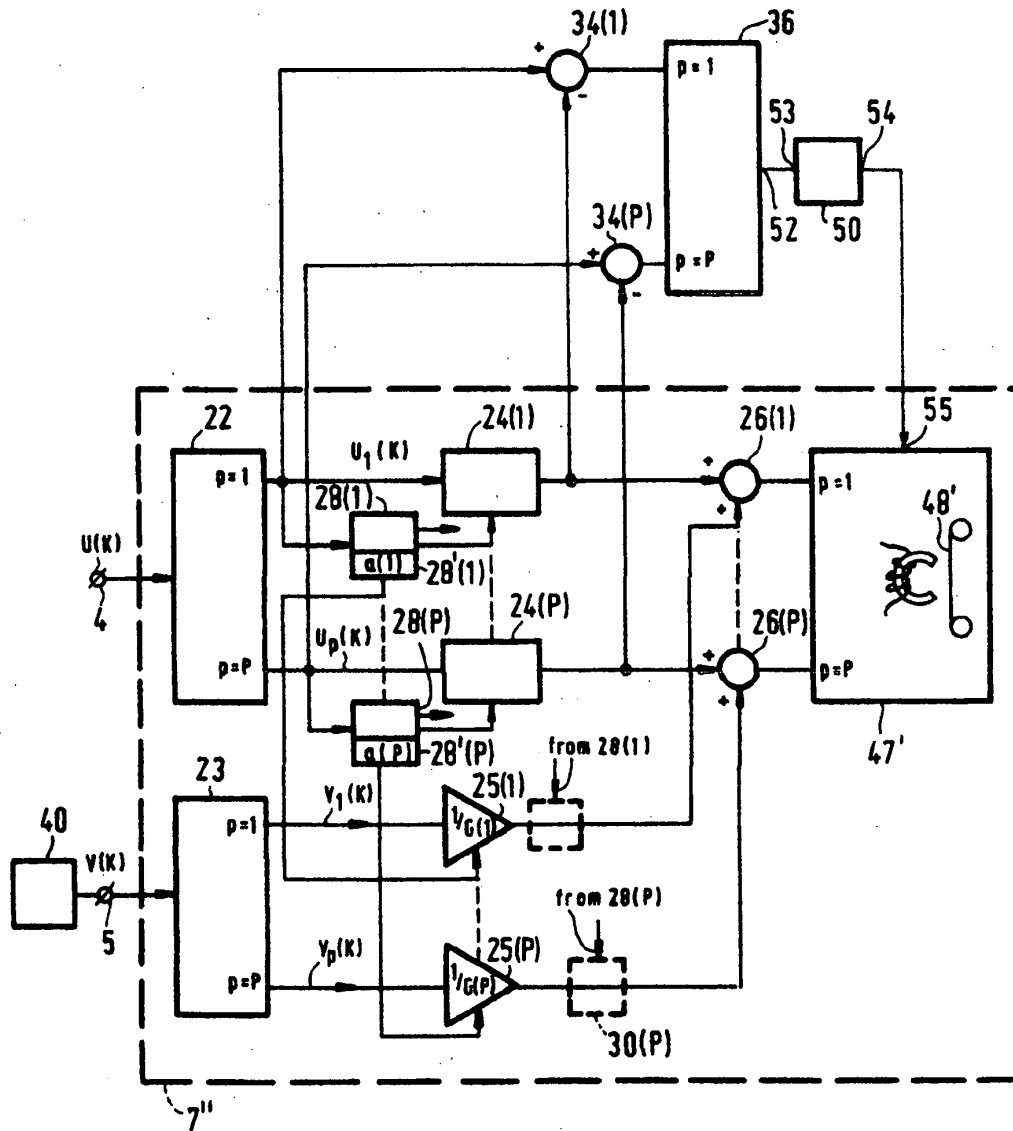 34(1)
36
+
-
p=1
53
54
52
50
34(P)
+
-
p=P
22
24(1)
26(1)
55
U1(K)
p=1
+
+
p=1
28(1)
48'
U(K)
a(1)
28'(1)
4
24(P)
28(P)
26(P)
Up(K)
p=P
+
+
p=P
a(P)
28'(P)
47'
from 28(1)
23
25(1)
V1(K)
40
p=1
1/G(1)
V(K)
from 28(P)
5
25(P)
Vp(K)
p=P
1/G(P)
30(P)
7"